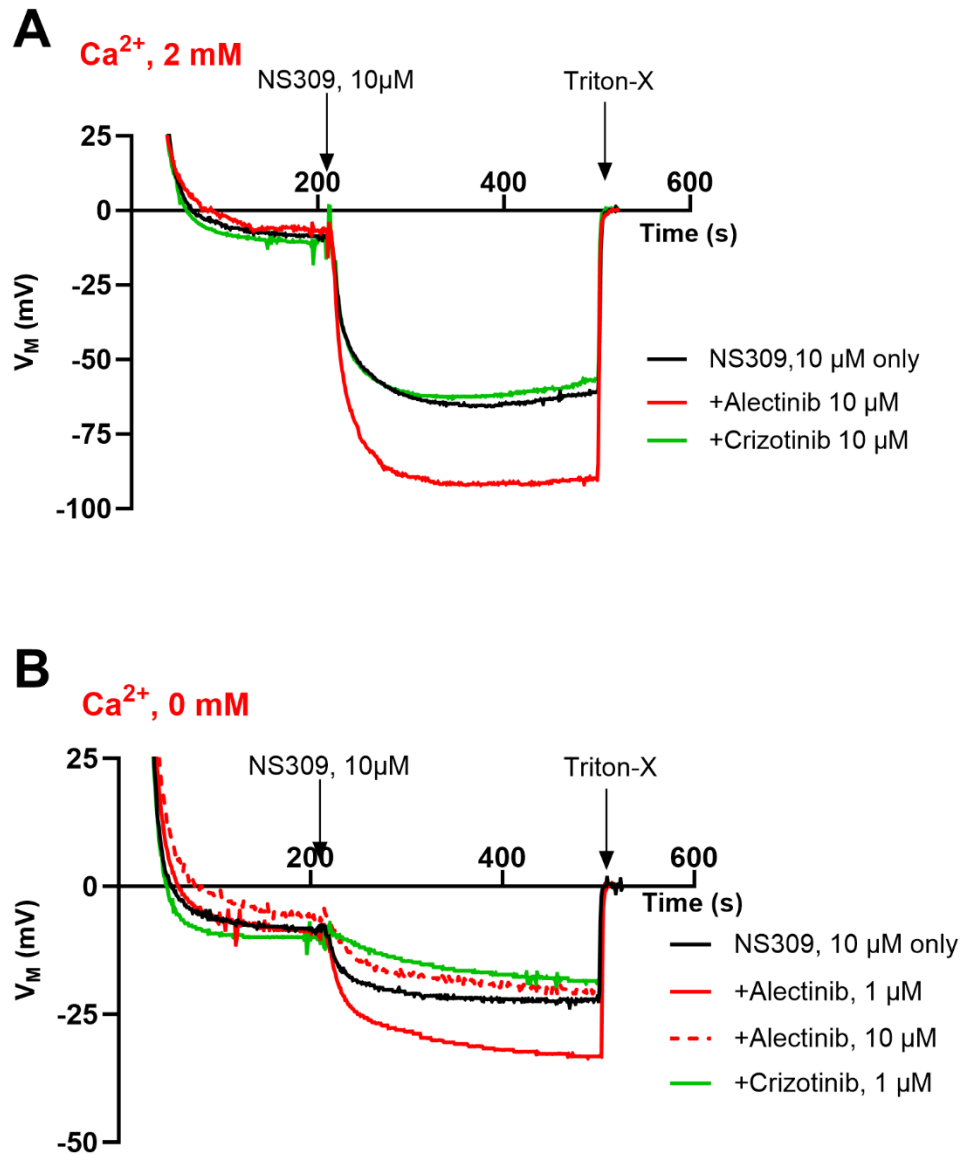 A
Ca²⁺, 2 mM
NS309, 10µM
Triton-X
25
200
400
600
0
Time (s)
-25
V_M (mV)
-50
NS309,10 µM only
+Alectinib 10 µM
-75
+Crizotinib 10 µM
-100
B
Ca²⁺, 0 mM
NS309, 10µM
Triton-X
25
200
400
600
0
Time (s)
NS309, 10 µM only
V_M (mV)
-25
+Alectinib, 1 µM
+Alectinib, 10 µM
+Crizotinib, 1 µM
-50